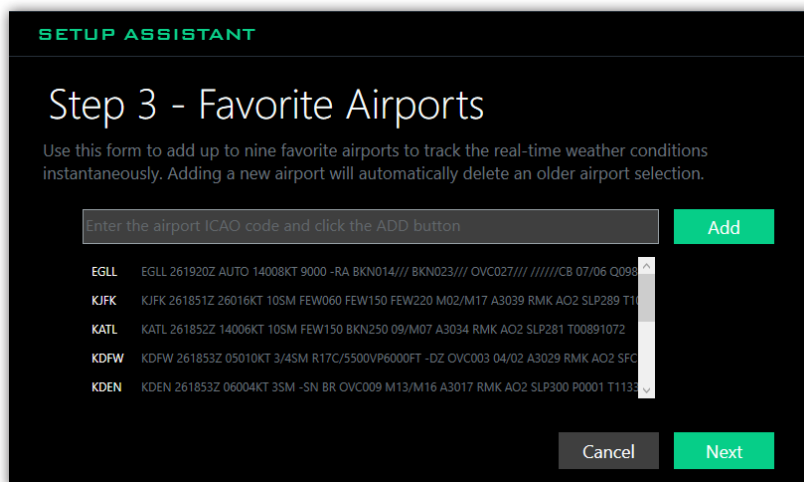 SETUP ASSISTANT
Step 3 - Favorite Airports
Use this form to add up to nine favorite airports to track the real-time weather conditions
instantaneously. Adding a new airport will automatically delete an older airport selection.
Enter the airport ICAO code and click the ADD button
Add
EGLL EGLL 261920Z AUTO 14008KT 9000 -RA BKN014/// BKN023/// OVC027/// //////CB 07/06 Q098
KJFK KJFK 261851Z 26016KT 10SM FEW060 FEW150 FEW220 M02/M17 A3039 RMK AO2 SLP289 T10
KATL KATL 261852Z 14006KT 10SM FEW150 BKN250 09/M07 A3034 RMK AO2 SLP281 T00891072
KDFW KDFW 261853Z 05010KT 3/4SM R17C/5500VP6000FT -DZ OVC003 04/02 A3029 RMK AO2 SFC
KDEN KDEN 261853Z 06004KT 3SM -SN BR OVC009 M13/M16 A3017 RMK AO2 SLP300 P0001 T1133
Cancel
Next